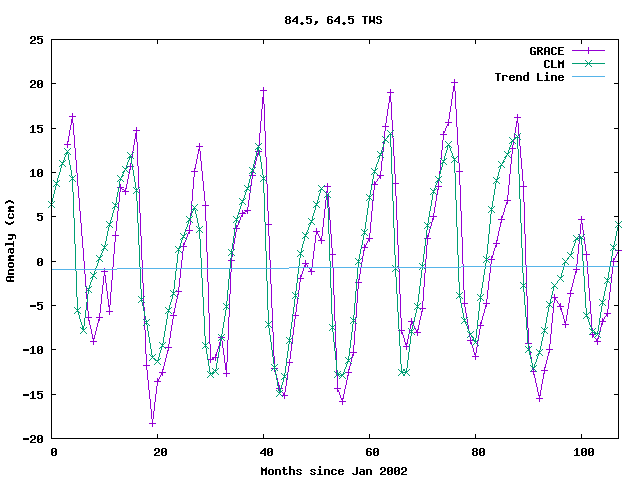 84.5, 64.5 TWS
GRACE
CLM
Trend Line
25
20
15
10
5
0
-5
-10
-15
-20
Anomaly (cm)
0 20 40 60 80 100
Months since Jan 2002